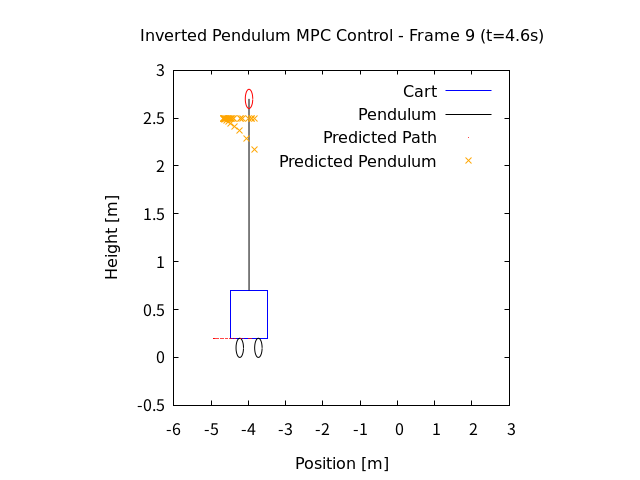 Inverted Pendulum MPC Control - Frame 9 (t=4.6s)
3
2.5
2
1.5
1
0.5
0
-0.5
Height [m]
Cart
Pendulum
Predicted Path
Predicted Pendulum
-6 -5 -4 -3 -2 -1 0 1 2 3
Position [m]